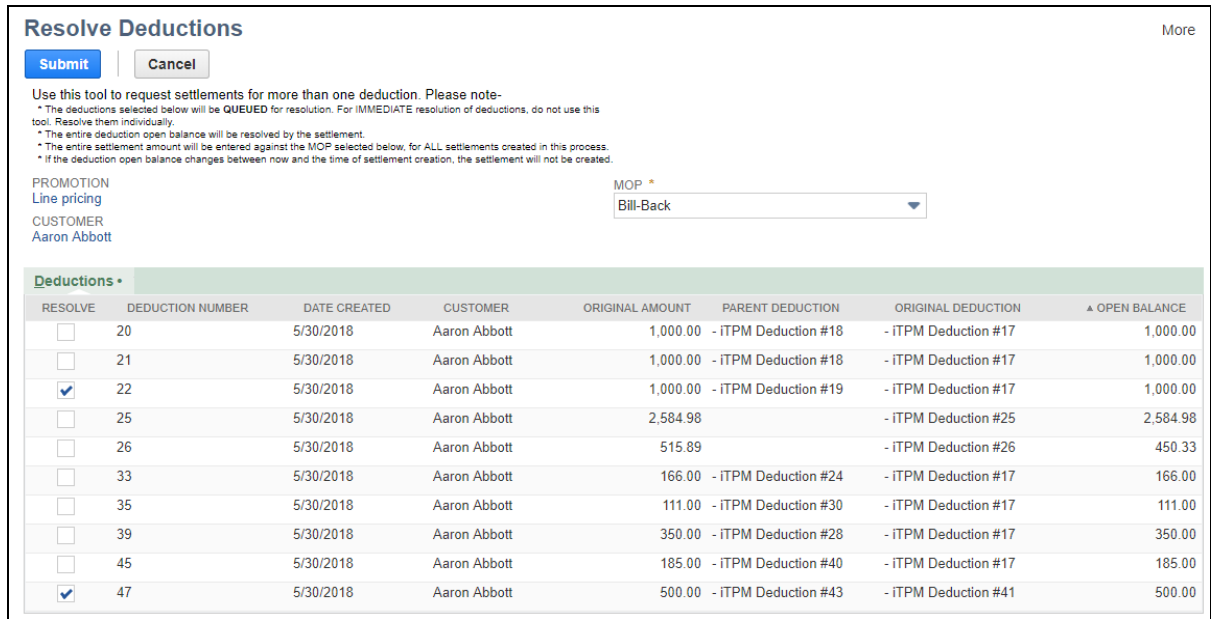 Resolve Deductions
More
Submit
Cancel
Use this tool to request settlements for more than one deduction. Please note-
* The deductions selected below will be QUEUED for resolution. For IMMEDIATE resolution of deductions, do not use this
tool. Resolve them individually.
* The entire deduction open balance will be resolved by the settlement.
* The entire settlement amount will be entered against the MOP selected below, for ALL settlements created in this process.
* If the deduction open balance changes between now and the time of settlement creation, the settlement will not be created.
PROMOTION
Line pricing
CUSTOMER
Aaron Abbott
MOP *
Bill-Back
Deductions •
RESOLVE DEDUCTION NUMBER DATE CREATED CUSTOMER ORIGINAL AMOUNT PARENT DEDUCTION ORIGINAL DEDUCTION ▲ OPEN BALANCE
20 5/30/2018 Aaron Abbott 1,000.00 - iTPM Deduction #18 - iTPM Deduction #17 1,000.00
21 5/30/2018 Aaron Abbott 1,000.00 - iTPM Deduction #18 - iTPM Deduction #17 1,000.00
22 5/30/2018 Aaron Abbott 1,000.00 - iTPM Deduction #19 - iTPM Deduction #17 1,000.00
25 5/30/2018 Aaron Abbott 2,584.98 - iTPM Deduction #25 2,584.98
26 5/30/2018 Aaron Abbott 515.89 - iTPM Deduction #26 450.33
33 5/30/2018 Aaron Abbott 166.00 - iTPM Deduction #24 - iTPM Deduction #17 166.00
35 5/30/2018 Aaron Abbott 111.00 - iTPM Deduction #30 - iTPM Deduction #17 111.00
39 5/30/2018 Aaron Abbott 350.00 - iTPM Deduction #28 - iTPM Deduction #17 350.00
45 5/30/2018 Aaron Abbott 185.00 - iTPM Deduction #40 - iTPM Deduction #17 185.00
47 5/30/2018 Aaron Abbott 500.00 - iTPM Deduction #43 - iTPM Deduction #41 500.00